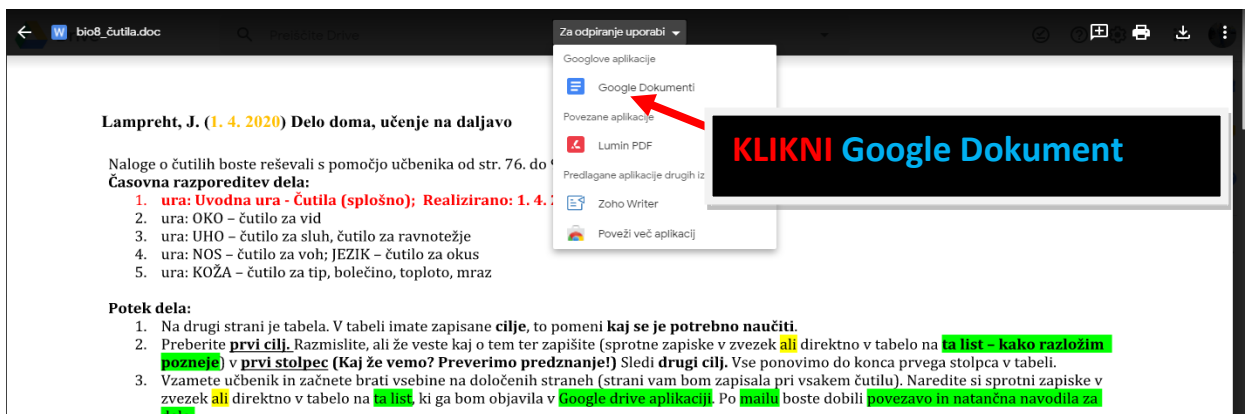 bio8_čutila.doc
Preiščite Drive
Za odpiranje uporabi
Googlove aplikacije
Google Dokumenti
Povezane aplikacije
Lumin PDF
Predlagane aplikacije drugih iz
Zoho Writer
Poveži več aplikacij
KLIKNI Google Dokument
Lampreht, J. (1. 4. 2020) Delo doma, učenje na daljavo
Naloge o čutilih boste reševali s pomočjo učbenika od str. 76. do
Časovna razporeditev dela:
1. ura: Uvodna ura - Čutila (splošno); Realizirano: 1. 4.
2. ura: OKO – čutilo za vid
3. ura: UHO – čutilo za sluh, čutilo za ravnotežje
4. ura: NOS – čutilo za voh; JEZIK – čutilo za okus
5. ura: KOŽA – čutilo za tip, bolečino, toploto, mraz
Potek dela:
1. Na drugi strani je tabela. V tabeli imate zapisane cilje, to pomeni kaj se je potrebno naučiti.
2. Preberite prvi cilj. Razmislite, ali že veste kaj o tem ter zapišite (sprotne zapiske v zvezek ali direktno v tabelo na ta list – kako razložim
pozneje) v prvi stolpec (Kaj že vemo? Preverimo predznanje!) Sledi drugi cilj. Vse ponovimo do konca prvega stolpca v tabeli.
3. Vzamete učbenik in začnete brati vsebine na določenih straneh (strani vam bom zapisala pri vsakem čutilu). Naredite si sprotni zapiske v
zvezek ali direktno v tabelo na ta list, ki ga bom objavila v Google drive aplikaciji. Po mailu boste dobili povezavo in natančna navodila za